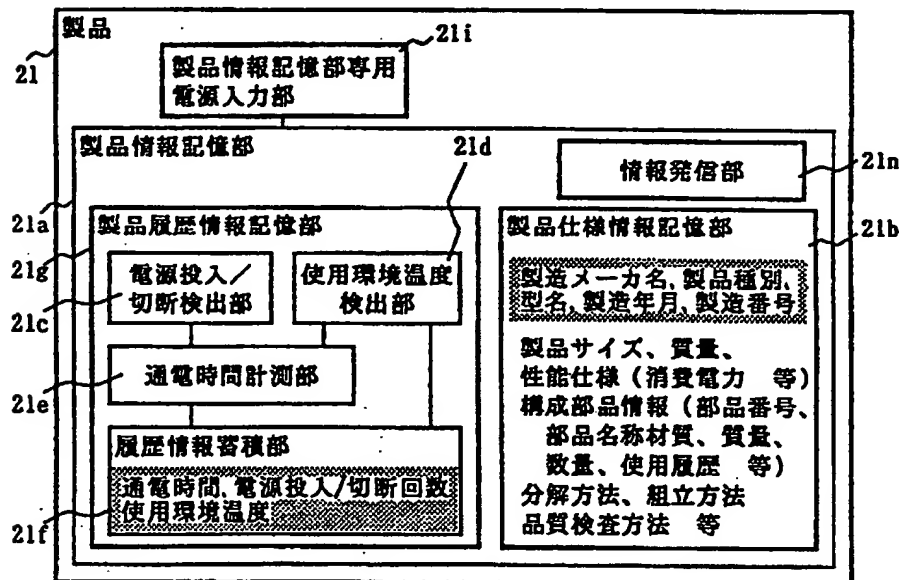 製品
21i
21
製品情報記憶部専用
電源入力部
製品情報記憶部
21d
情報発信部
21n
21a
製品履歴情報記憶部
製品仕様情報記憶部
21b
21g
電源投入/
切断検出部
使用環境温度
検出部
21c
製造メーカ名、製品種別、
型名、製造年月、製造番号
通電時間計測部
21e
製品サイズ、質量、
性能仕様(消費電力 等)
構成部品情報(部品番号、
部品名称材質、質量、
数量、使用履歴 等)
分解方法、組立方法
品質検査方法 等
履歴情報蓄積部
通電時間、電源投入/切断回数
使用環境温度
21f